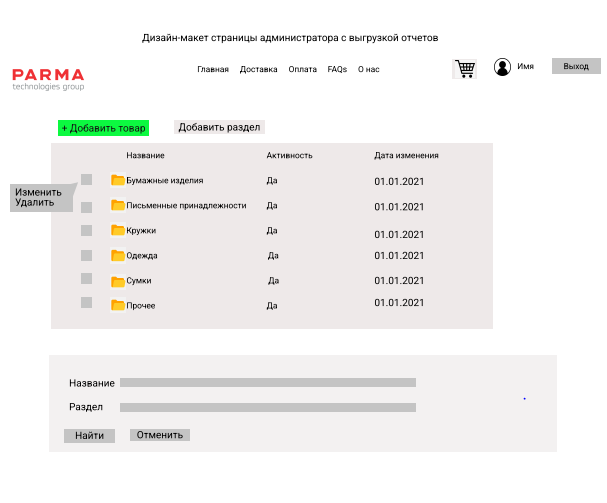 Дизайн-макет страницы администратора с выгрузкой отчетов
PARMA
technologies group
Главная Доставка Оплата FAQs О нас
Имя
Выход
+ Добавить товар
Добавить раздел
Название Активность Дата изменения
Изменить
Удалить
Бумажные изделия Да 01.01.2021
Письменные принадлежности Да 01.01.2021
Кружки Да 01.01.2021
Одежда Да 01.01.2021
Сумки Да 01.01.2021
Прочее Да 01.01.2021
Название
Раздел
Найти Отменить